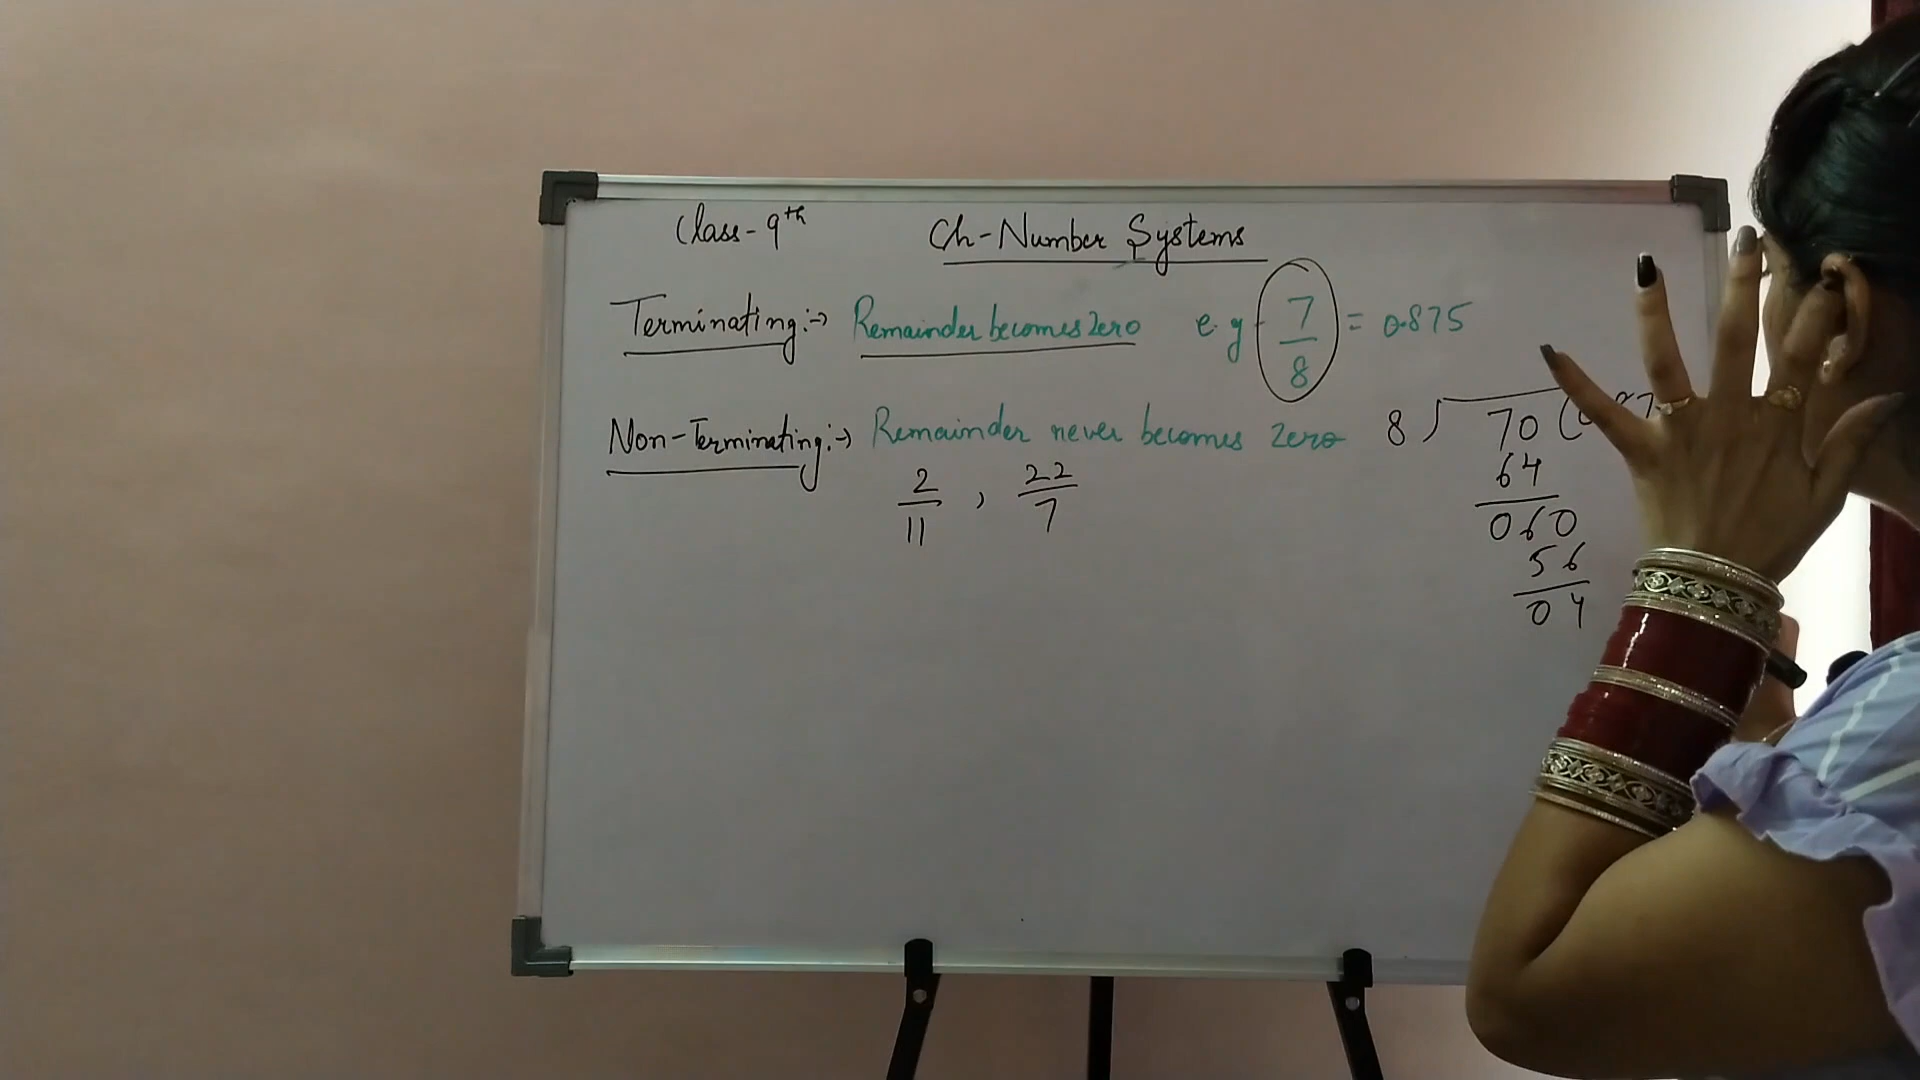 Class-9th Ch-Number Systems
Terminating:→ Remainder becomes Zero e.g - 7/8 = 0.875
Non-Terminating:→ Remainder never becomes zero
2/11 , 22/7
8) 70 (
64
060
56
04